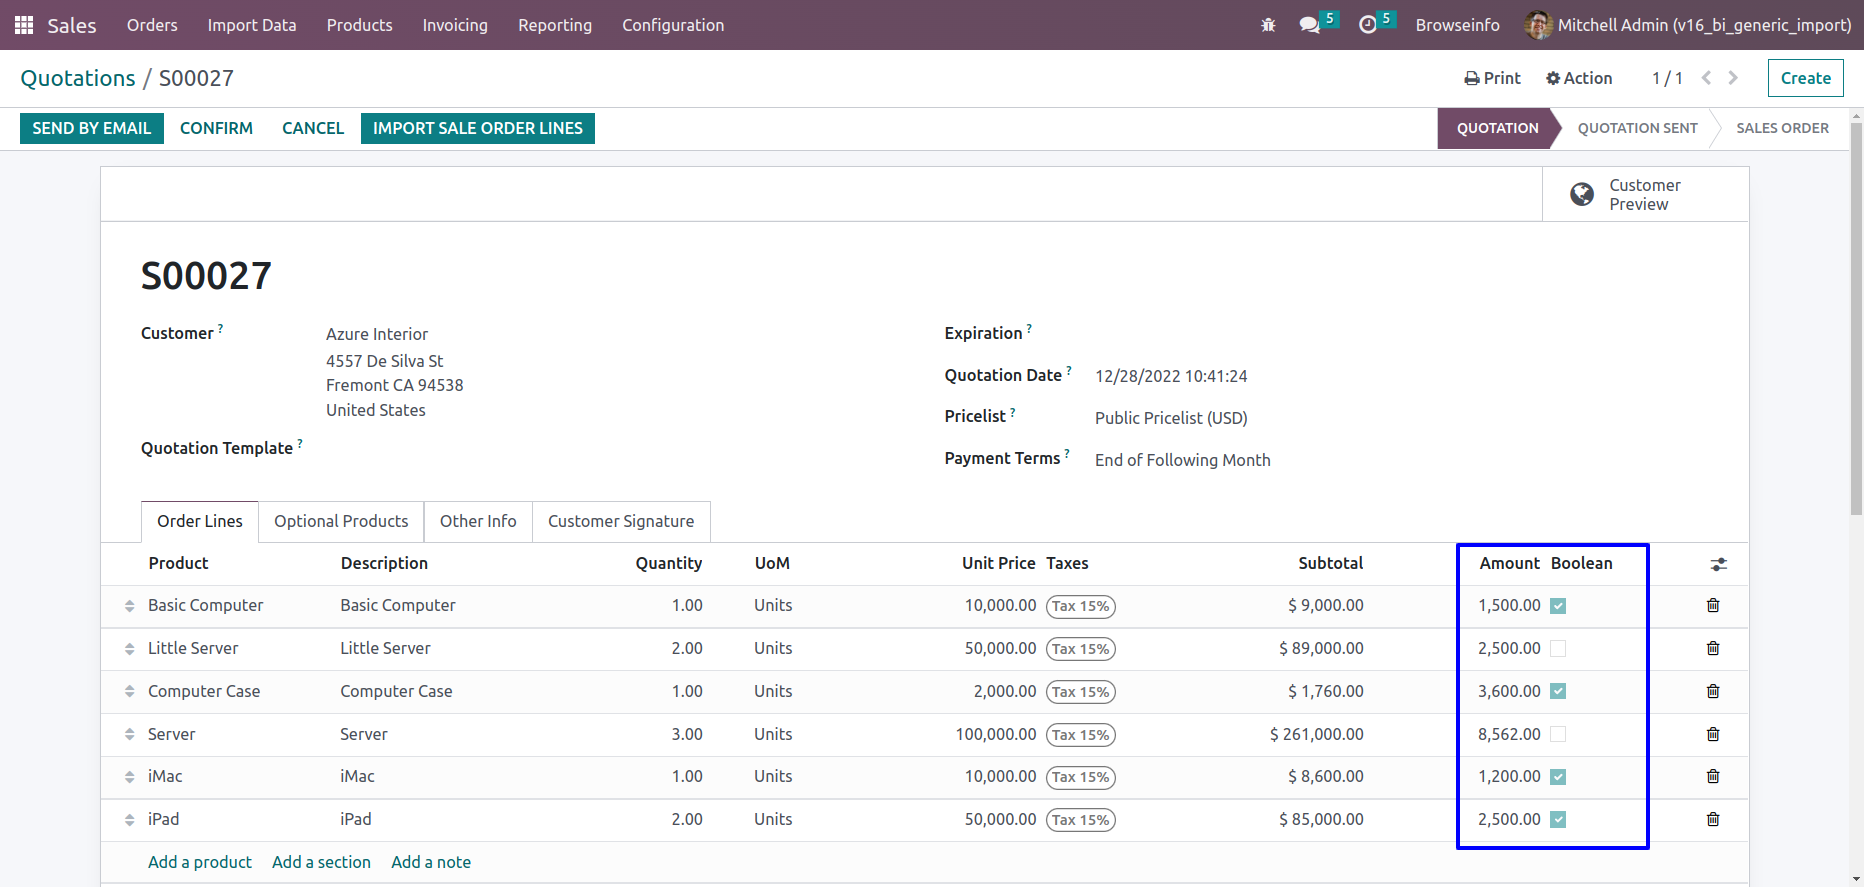 Sales Orders Import Data Products Invoicing Reporting Configuration 5 5 Browseinfo Mitchell Admin (v16_bi_generic_import)
Quotations / S00027 Print Action 1 / 1 Create
SEND BY EMAIL CONFIRM CANCEL IMPORT SALE ORDER LINES QUOTATION QUOTATION SENT SALES ORDER
Customer
Preview
S00027
Customer ? Azure Interior
4557 De Silva St
Fremont CA 94538
United States
Quotation Template ?
Expiration ?
Quotation Date ? 12/28/2022 10:41:24
Pricelist ? Public Pricelist (USD)
Payment Terms ? End of Following Month
Order Lines Optional Products Other Info Customer Signature
Product Description Quantity UoM Unit Price Taxes Subtotal Amount Boolean
Basic Computer Basic Computer 1.00 Units 10,000.00 Tax 15% $ 9,000.00 1,500.00
Little Server Little Server 2.00 Units 50,000.00 Tax 15% $ 89,000.00 2,500.00
Computer Case Computer Case 1.00 Units 2,000.00 Tax 15% $ 1,760.00 3,600.00
Server Server 3.00 Units 100,000.00 Tax 15% $ 261,000.00 8,562.00
iMac iMac 1.00 Units 10,000.00 Tax 15% $ 8,600.00 1,200.00
iPad iPad 2.00 Units 50,000.00 Tax 15% $ 85,000.00 2,500.00
Add a product Add a section Add a note